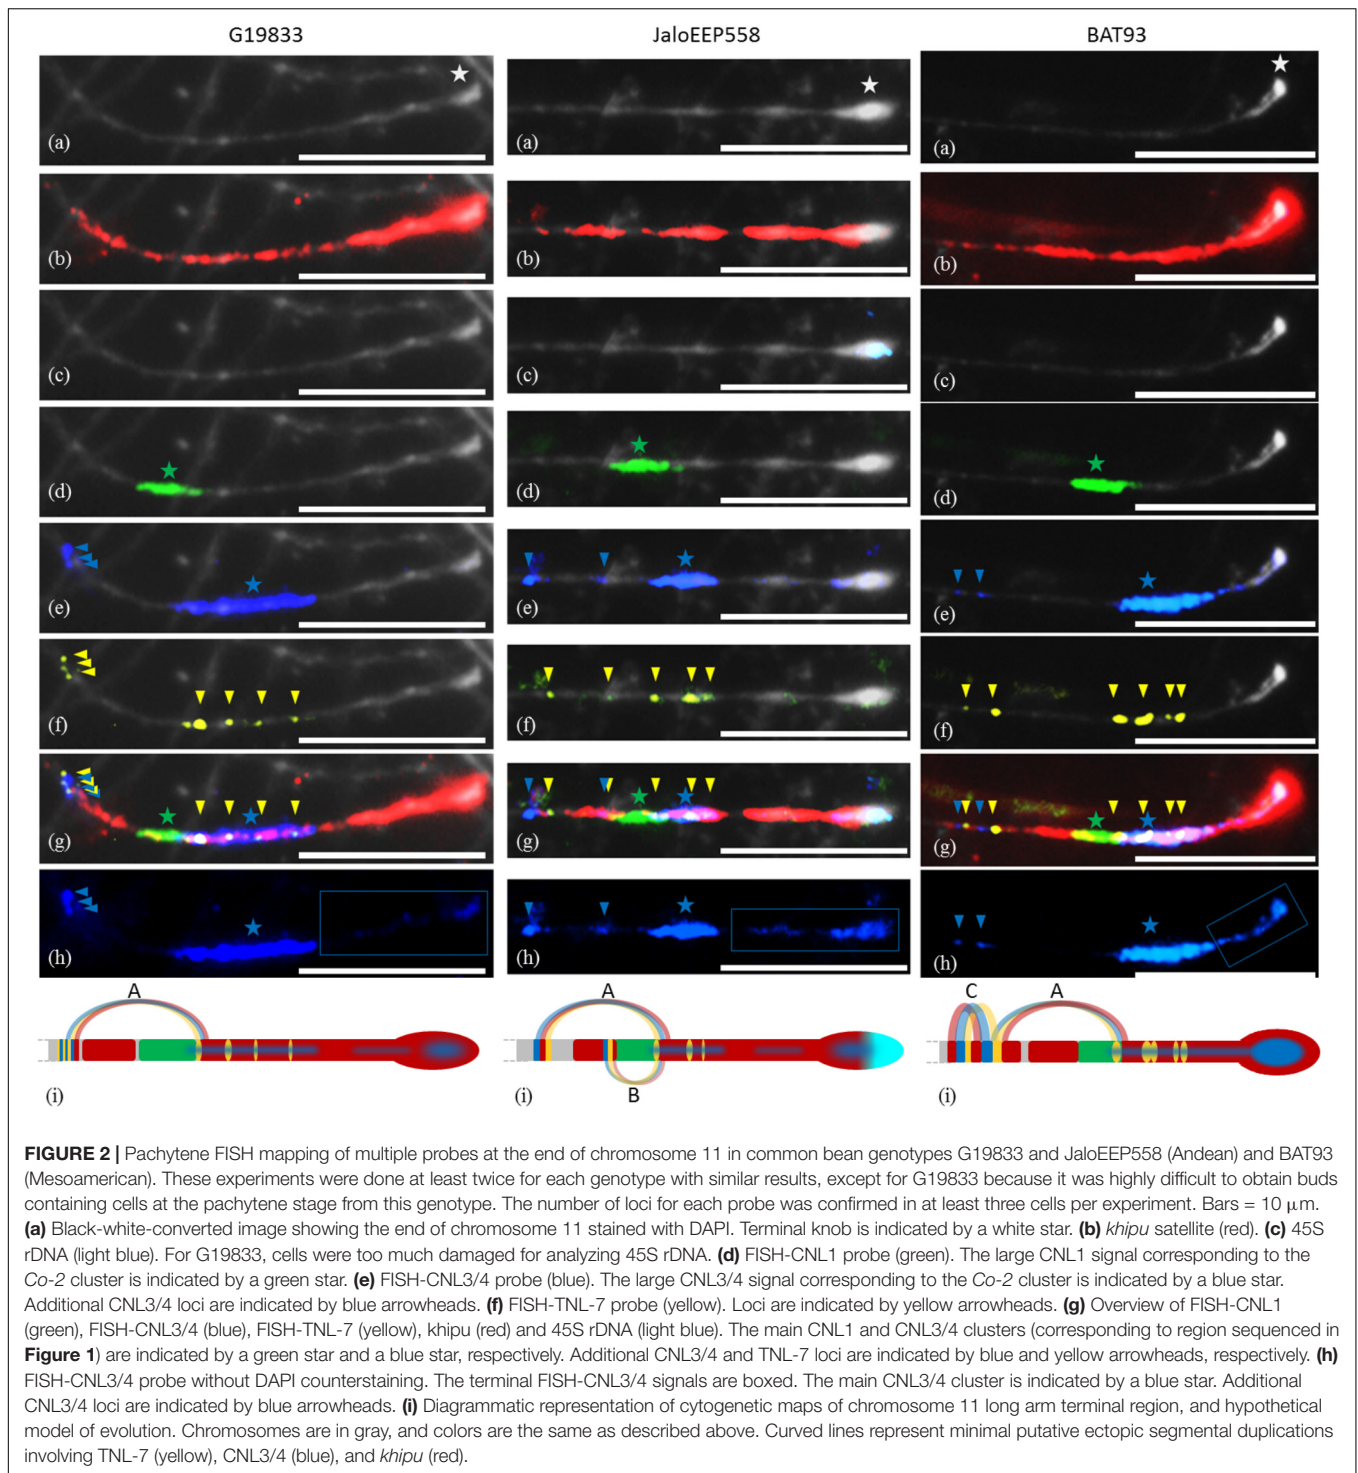 G19833 JaloEEP558 BAT93
(a) (a) (a)
(b) (b) (b)
(c) (c) (c)
(d) (d) (d)
(e) (e) (e)
(f) (f) (f)
(g) (g) (g)
(h) (h) (h)
A A C A
B
(i) (i) (i)
FIGURE 2 | Pachytene FISH mapping of multiple probes at the end of chromosome 11 in common bean genotypes G19833 and JaloEEP558 (Andean) and BAT93
(Mesoamerican). These experiments were done at least twice for each genotype with similar results, except for G19833 because it was highly difficult to obtain buds
containing cells at the pachytene stage from this genotype. The number of loci for each probe was confirmed in at least three cells per experiment. Bars = 10 μm.
(a) Black-white-converted image showing the end of chromosome 11 stained with DAPI. Terminal knob is indicated by a white star. (b) khipu satellite (red). (c) 45S
rDNA (light blue). For G19833, cells were too much damaged for analyzing 45S rDNA. (d) FISH-CNL1 probe (green). The large CNL1 signal corresponding to the
Co-2 cluster is indicated by a green star. (e) FISH-CNL3/4 probe (blue). The large CNL3/4 signal corresponding to the Co-2 cluster is indicated by a blue star.
Additional CNL3/4 loci are indicated by blue arrowheads. (f) FISH-TNL-7 probe (yellow). Loci are indicated by yellow arrowheads. (g) Overview of FISH-CNL1
(green), FISH-CNL3/4 (blue), FISH-TNL-7 (yellow), khipu (red) and 45S rDNA (light blue). The main CNL1 and CNL3/4 clusters (corresponding to region sequenced in
Figure 1) are indicated by a green star and a blue star, respectively. Additional CNL3/4 and TNL-7 loci are indicated by blue and yellow arrowheads, respectively. (h)
FISH-CNL3/4 probe without DAPI counterstaining. The terminal FISH-CNL3/4 signals are boxed. The main CNL3/4 cluster is indicated by a blue star. Additional
CNL3/4 loci are indicated by blue arrowheads. (i) Diagrammatic representation of cytogenetic maps of chromosome 11 long arm terminal region, and hypothetical
model of evolution. Chromosomes are in gray, and colors are the same as described above. Curved lines represent minimal putative ectopic segmental duplications
involving TNL-7 (yellow), CNL3/4 (blue), and khipu (red).